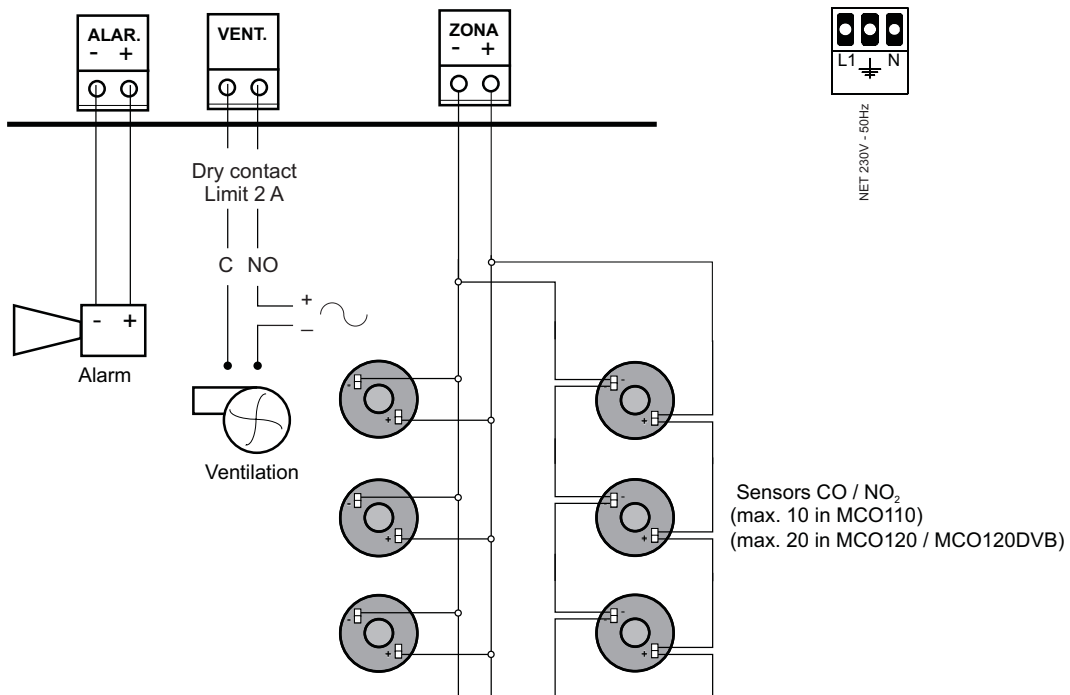 ALAR.
- +
VENT.
ZONA
- +
L1 N
NET 230V - 50Hz
Dry contact
Limit 2 A
C NO
+
–
- +
Alarm
Ventilation
-
+
-
+
-
+
-
+
-
+
-
+
Sensors CO / NO₂
(max. 10 in MCO110)
(max. 20 in MCO120 / MCO120DVB)